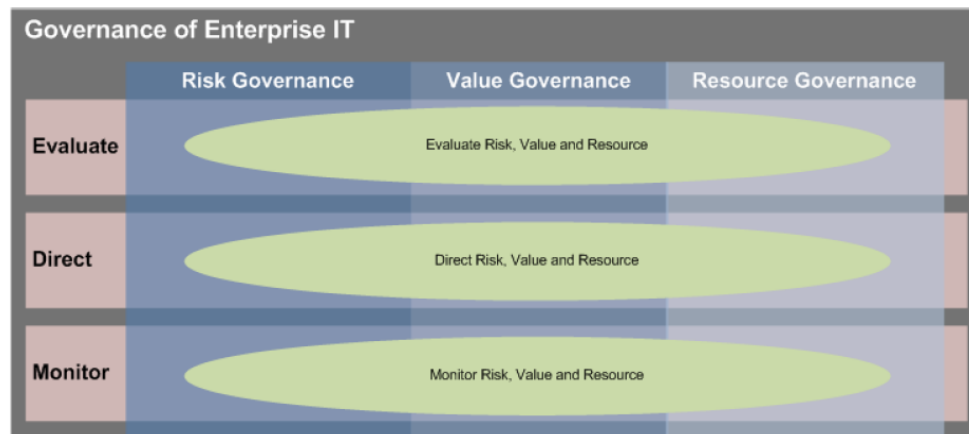 Governance of Enterprise IT
Risk Governance Value Governance Resource Governance
Evaluate Evaluate Risk, Value and Resource
Direct Direct Risk, Value and Resource
Monitor Monitor Risk, Value and Resource